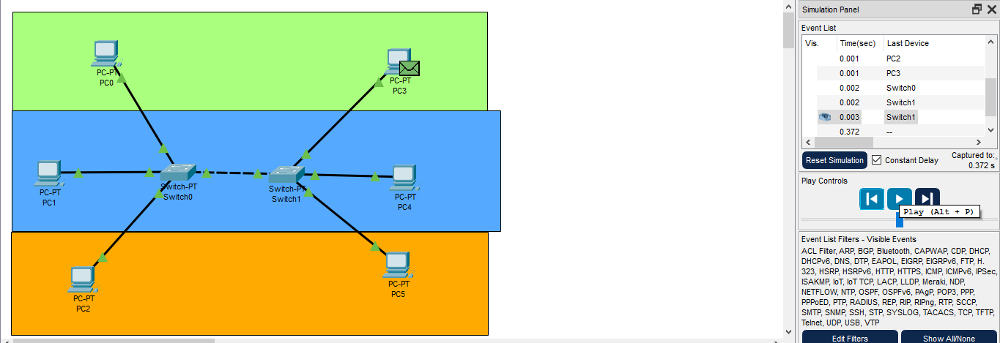 PC-PT
PC0
PC-PT
PC3
PC-PT
PC1
Switch-PT
Switch0
Switch-PT
Switch1
PC-PT
PC4
PC-PT
PC2
PC-PT
PC5
Simulation Panel
Event List
Vis. Time(sec) Last Device
0.001 PC2
0.001 PC3
0.002 Switch0
0.002 Switch1
0.003 Switch1
0.372 --
Reset Simulation Constant Delay Captured to:
0.372 s
Play Controls
Play (Alt + P)
Event List Filters - Visible Events
ACL Filter, ARP, BGP, Bluetooth, CAPWAP, CDP, DHCP,
DHCPv6, DNS, DTP, EAPOL, EIGRP, EIGRPv6, FTP, H.
323, HSRP, HSRPv6, HTTP, HTTPS, ICMP, ICMPv6, IPSec,
ISAKMP, IoT, IoT TCP, LACP, LLDP, Meraki, NDP,
NETFLOW, NTP, OSPF, OSPFv6, PAgP, POP3, PPP,
PPPoED, PTP, RADIUS, REP, RIP, RIPng, RTP, SCCP,
SMTP, SNMP, SSH, STP, SYSLOG, TACACS, TCP, TFTP,
Telnet, UDP, USB, VTP
Edit Filters Show All/None